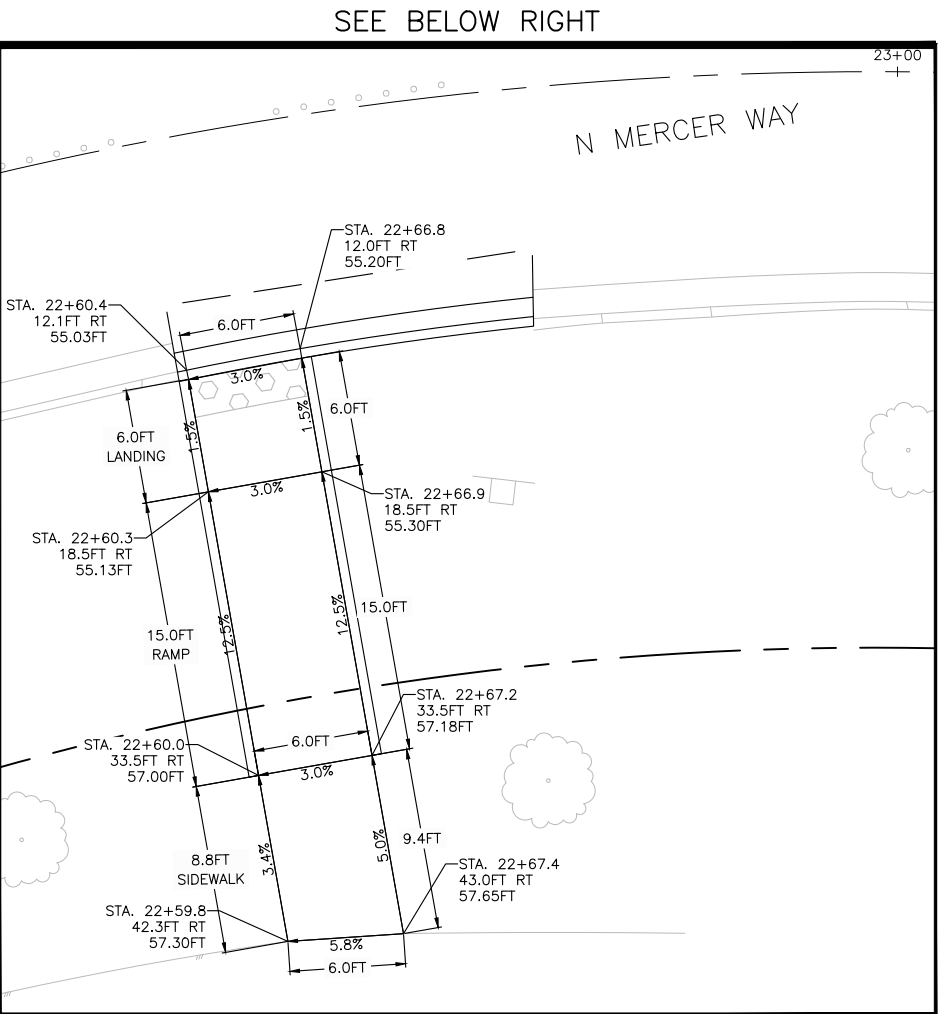 SEE BELOW RIGHT
23+00
N MERCER WAY
STA. 22+66.8
12.0FT RT
55.20FT
STA. 22+60.4
12.1FT RT
55.03FT
6.0FT
3.0%
1.5%
1.5%
6.0FT
6.0FT
LANDING
3.0%
STA. 22+66.9
18.5FT RT
55.30FT
STA. 22+60.3
18.5FT RT
55.13FT
12.5%
12.5%
15.0FT
15.0FT
RAMP
STA. 22+67.2
33.5FT RT
57.18FT
STA. 22+60.0
33.5FT RT
57.00FT
6.0FT
3.0%
3.4%
5.0%
9.4FT
8.8FT
SIDEWALK
STA. 22+67.4
43.0FT RT
57.65FT
STA. 22+59.8
42.3FT RT
57.30FT
5.8%
6.0FT